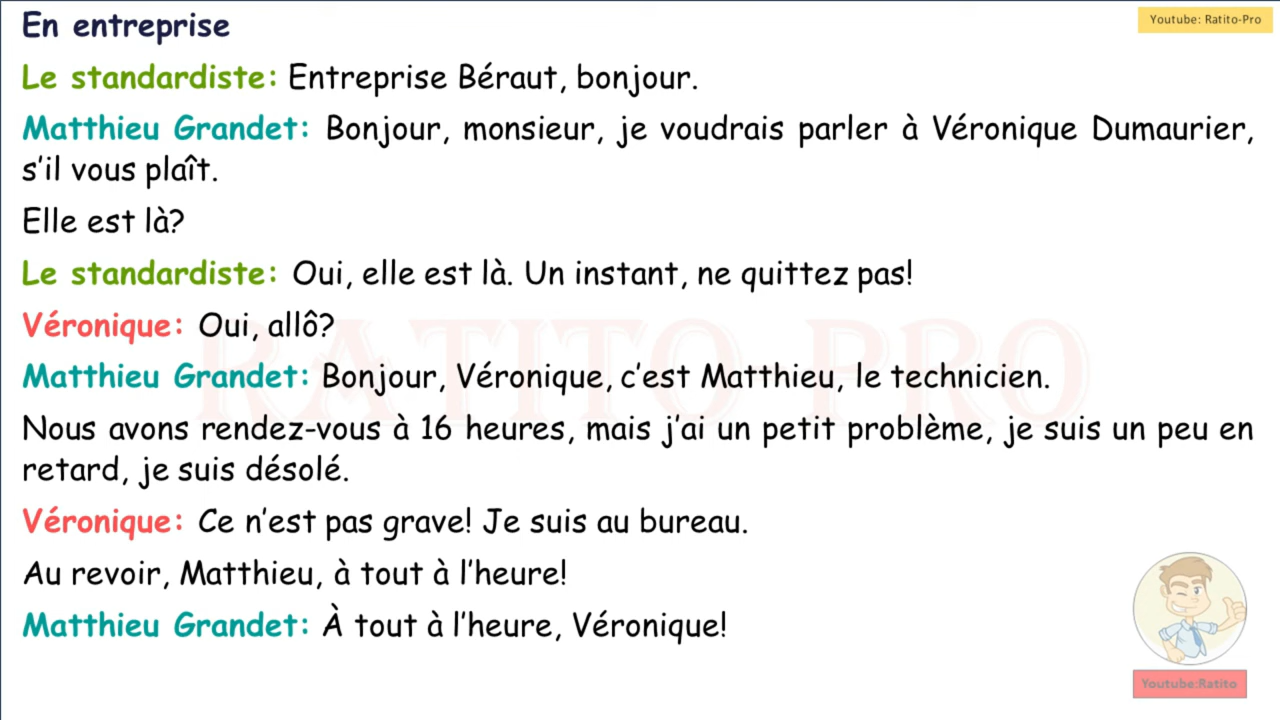 En entreprise
Youtube: Ratito-Pro
Le standardiste: Entreprise Béraut, bonjour.
Matthieu Grandet: Bonjour, monsieur, je voudrais parler à Véronique Dumaurier,
s'il vous plaît.
Elle est là?
Le standardiste: Oui, elle est là. Un instant, ne quittez pas!
Véronique: Oui, allô?
RATITO PRO
Matthieu Grandet: Bonjour, Véronique, c'est Matthieu, le technicien.
Nous avons rendez-vous à 16 heures, mais j'ai un petit problème, je suis un peu en
retard, je suis désolé.
Véronique: Ce n'est pas grave! Je suis au bureau.
Au revoir, Matthieu, à tout à l'heure!
Matthieu Grandet: À tout à l'heure, Véronique!
Youtube:Ratito